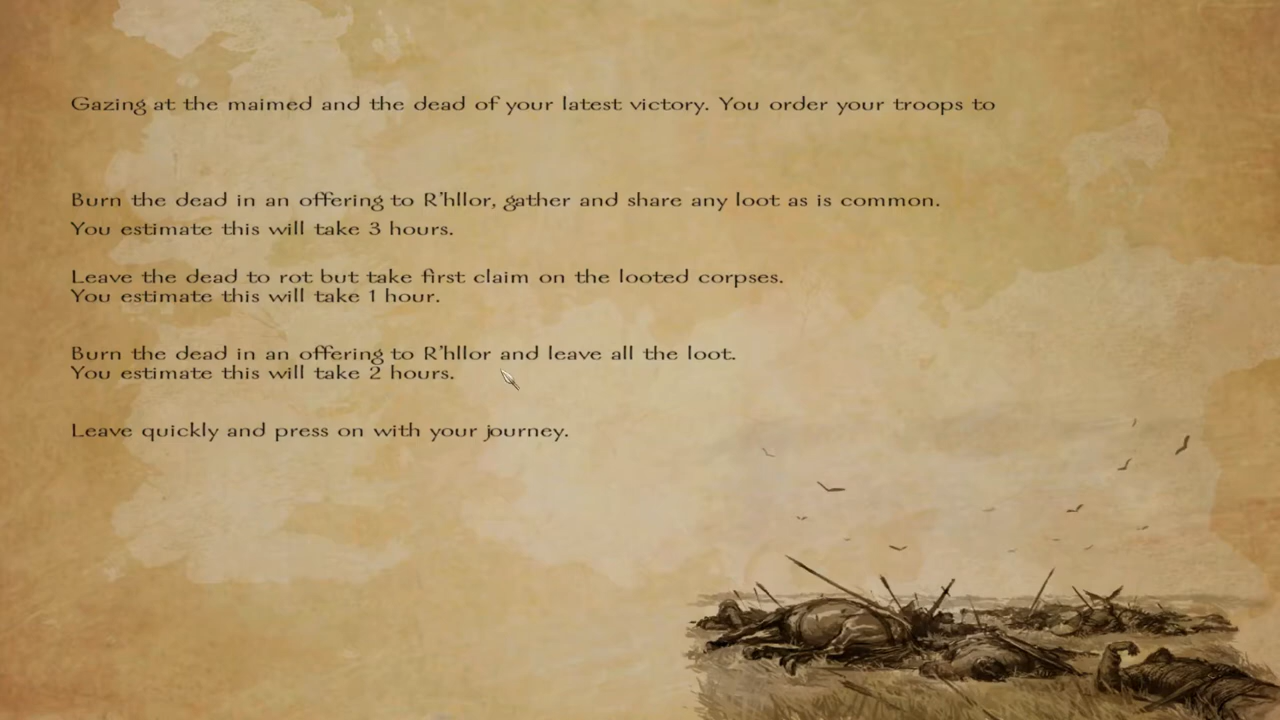 Gazing at the maimed and the dead of your latest victory. You order your troops to
Burn the dead in an offering to R'hllor, gather and share any loot as is common.
You estimate this will take 3 hours.
Leave the dead to rot but take first claim on the looted corpses.
You estimate this will take 1 hour.
Burn the dead in an offering to R'hllor and leave all the loot.
You estimate this will take 2 hours.
Leave quickly and press on with your journey.